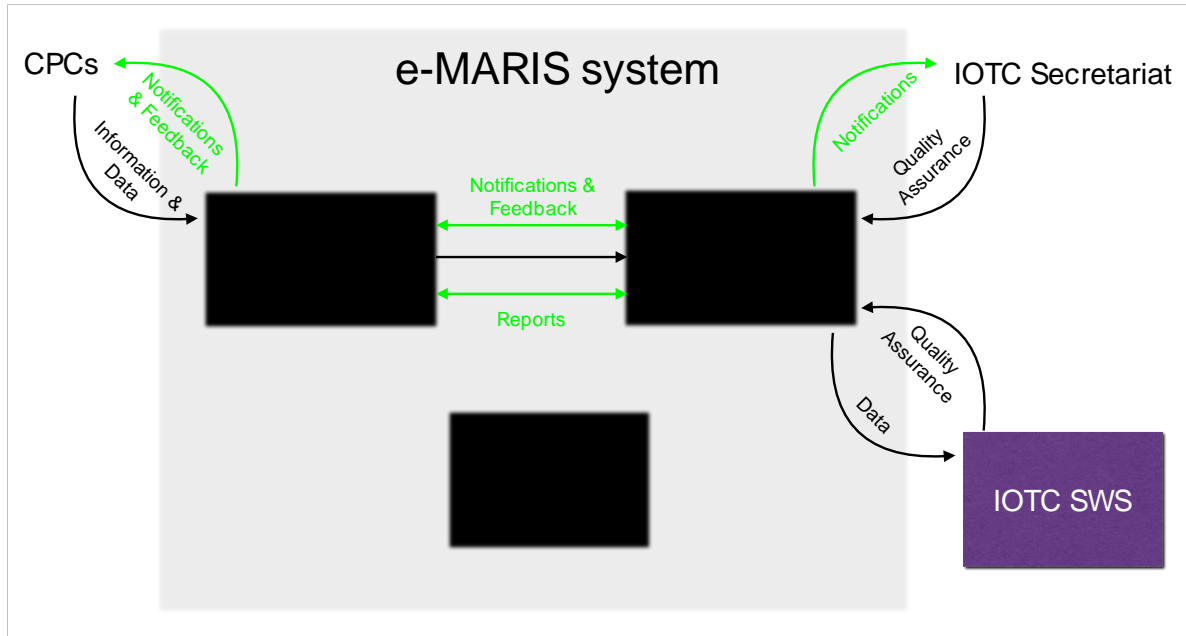 e-MARIS system
CPCs
IOTC Secretariat
Notifications
& Feedback
Information &
Data
Notifications &
Feedback
Reports
Notifications
Quality
Assurance
Quality
Assurance
Data
IOTC SWS